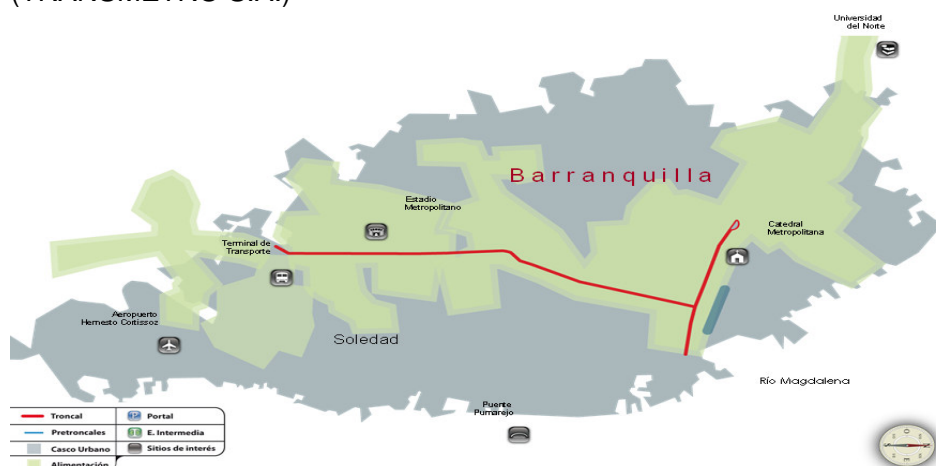 Universidad
del Norte
Barranquilla
Estadio
Metropolitano
Catedral
Metropolitana
Terminal de
Transporte
Aeropuerto
Hernesto Cortissoz
Soledad
Río Magdalena
Puente
Pumarejo
Troncal
Portal
Pretroncales
E. Intermedia
Casco Urbano
Sitios de interés
Alimentación